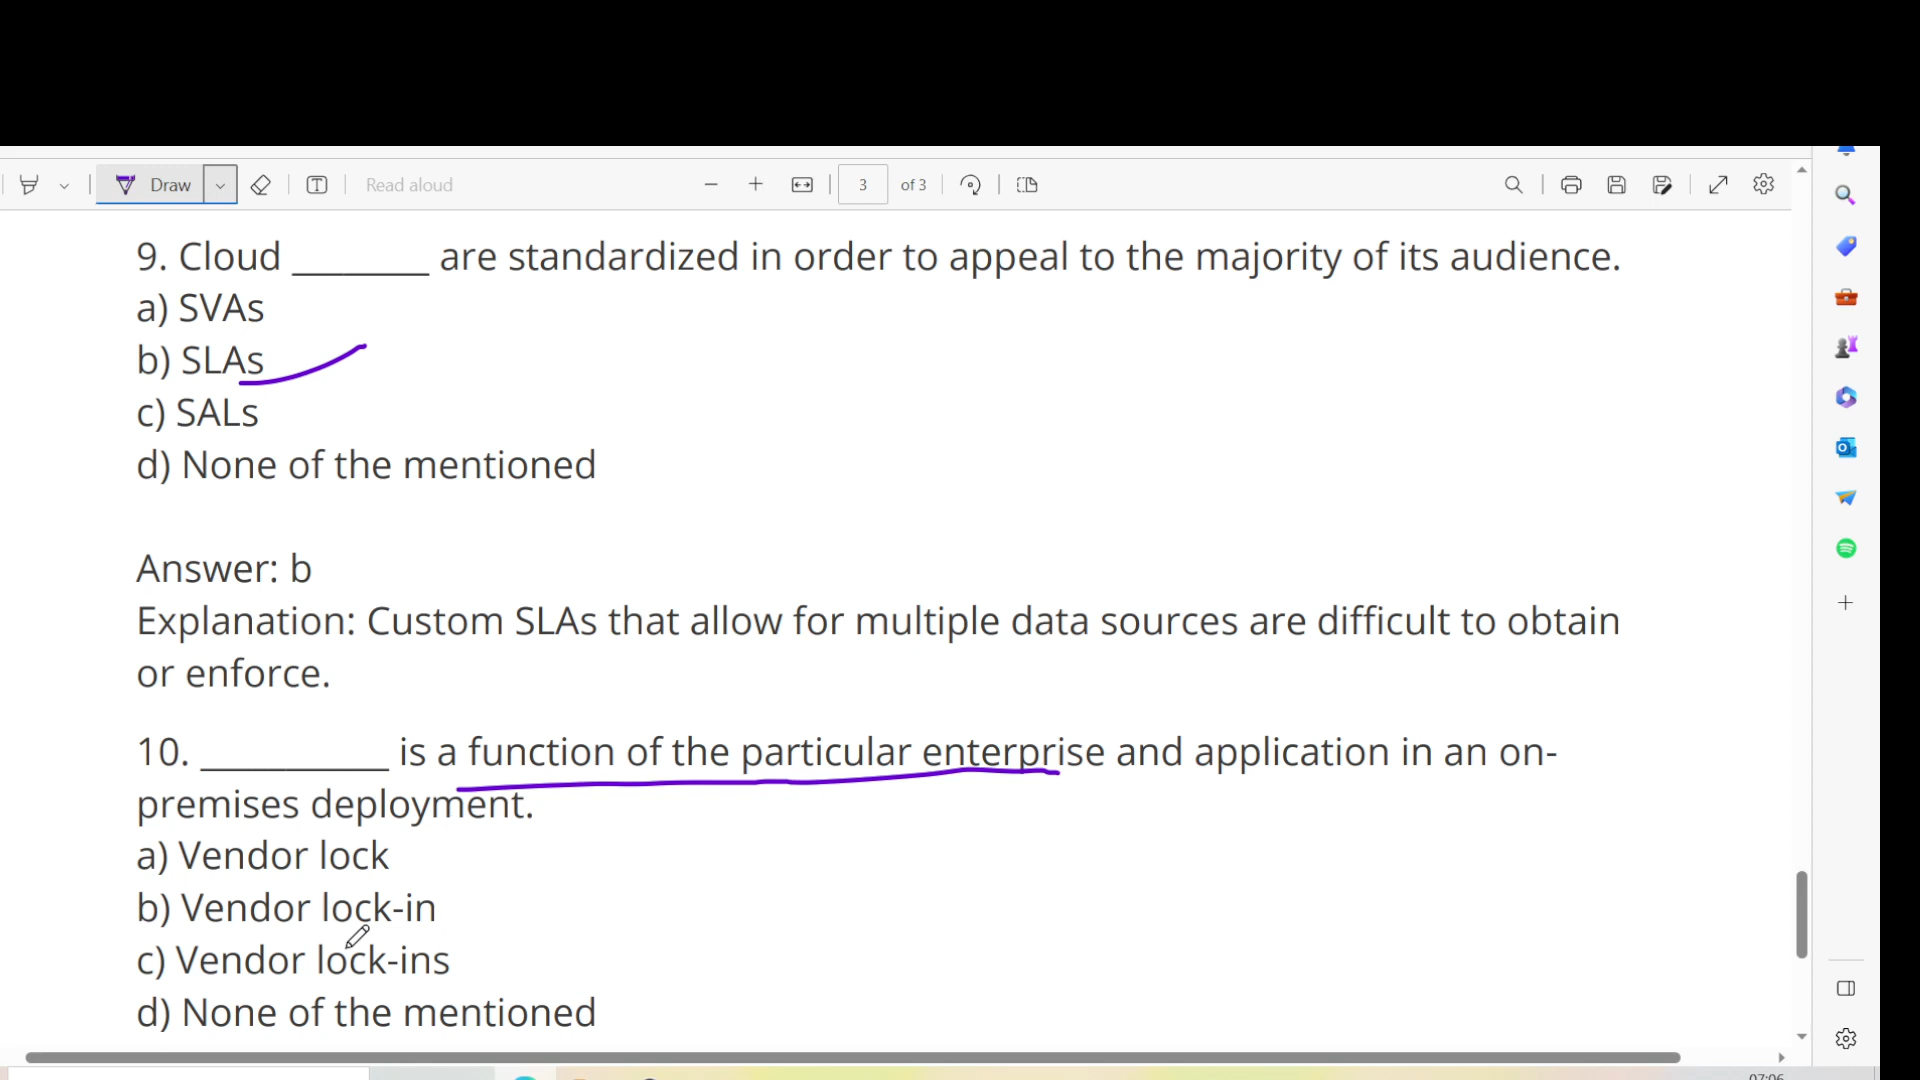 Draw
Read aloud
3 of 3
9. Cloud ________ are standardized in order to appeal to the majority of its audience.
a) SVAs
b) SLAs
c) SALs
d) None of the mentioned
Answer: b
Explanation: Custom SLAs that allow for multiple data sources are difficult to obtain
or enforce.
10. ___________ is a function of the particular enterprise and application in an on-
premises deployment.
a) Vendor lock
b) Vendor lock-in
c) Vendor lock-ins
d) None of the mentioned
07:06